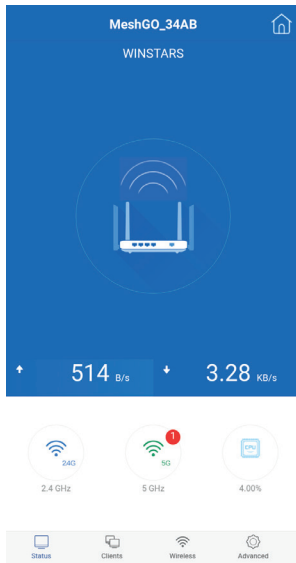 MeshGO_34AB
WINSTARS
514 B/s 3.28 KB/s
24G 1 5G CPU
2.4 GHz 5 GHz 4.00%
Status Clients Wireless Advanced